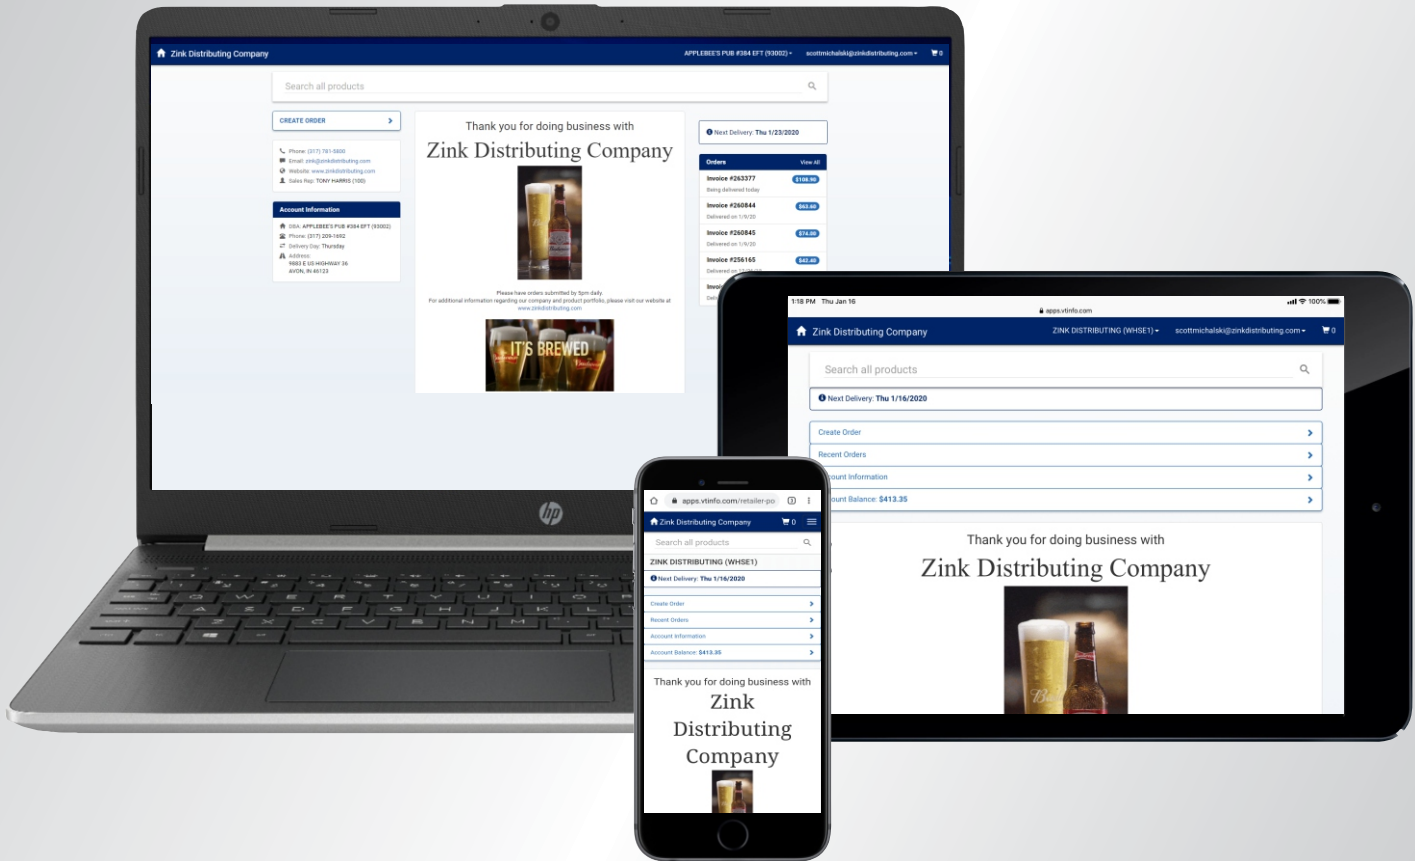 Zink Distributing Company
APPLEBEE'S PUB #384 EFT (93002)
scottmichalski@zinkdistributing.com
0
Search all products
CREATE ORDER
Phone: (317) 781-5800
Email: zink@zinkdistributing.com
Website: www.zinkdistributing.com
Sales Rep: TONY HARRIS (100)
Account Information
DBA: APPLEBEE'S PUB #384 EFT (93002)
Phone: (317) 209-1692
Delivery Day: Thursday
Address:
9883 E US HIGHWAY 36
AVON, IN 46123
Thank you for doing business with
Zink Distributing Company
Please have orders submitted by 5pm daily.
For additional information regarding our company and product portfolio, please visit our website at
www.zinkdistributing.com
IT'S BREWED
Next Delivery: Thu 1/23/2020
Orders View All
Invoice #263377 $108.90
Being delivered today
Invoice #260844 $63.60
Delivered on 1/9/20
Invoice #260845 $74.00
Delivered on 1/9/20
Invoice #256165 $42.40
Delivered on
hp
1:18 PM Thu Jan 16
100%
apps.vtinfo.com
Zink Distributing Company
ZINK DISTRIBUTING (WHSE1)
scottmichalski@zinkdistributing.com
0
Search all products
Next Delivery: Thu 1/16/2020
Create Order
Recent Orders
ount Information
ount Balance: $413.35
Thank you for doing business with
Zink Distributing Company
apps.vtinfo.com/retailer-po
3
Zink Distributing Company 0
Search all products
ZINK DISTRIBUTING (WHSE1)
Next Delivery: Thu 1/16/2020
Create Order
Recent Orders
Account Information
Account Balance: $413.35
Thank you for doing business with
Zink
Distributing
Company